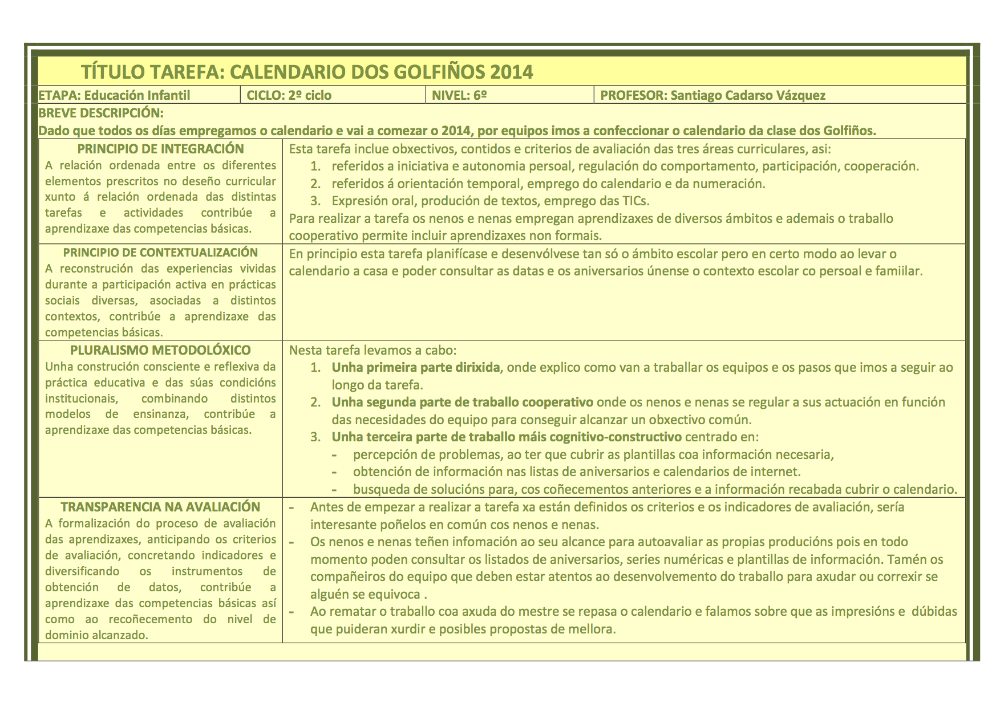 TÍTULO TAREFA: CALENDARIO DOS GOLFIÑOS 2014
ETAPA: Educación Infantil CICLO: 2º ciclo NIVEL: 6º PROFESOR: Santiago Cadarso Vázquez
BREVE DESCRIPCIÓN:
Dado que todos os días empregamos o calendario e vai a comezar o 2014, por equipos imos a confeccionar o calendario da clase dos Golfiños.
PRINCIPIO DE INTEGRACIÓN
A relación ordenada entre os diferentes
elementos prescritos no deseño curricular
xunto á relación ordenada das distintas
tarefas e actividades contribúe a
aprendizaxe das competencias básicas.
Esta tarefa inclue obxectivos, contidos e criterios de avaliación das tres áreas curriculares, asi:
1. referidos a iniciativa e autonomia persoal, regulación do comportamento, participación, cooperación.
2. referidos á orientación temporal, emprego do calendario e da numeración.
3. Expresión oral, produción de textos, emprego das TICs.
Para realizar a tarefa os nenos e nenas empregan aprendizaxes de diversos ámbitos e ademais o traballo
cooperativo permite incluir aprendizaxes non formais.
PRINCIPIO DE CONTEXTUALIZACIÓN
A reconstrución das experiencias vividas
durante a participación activa en prácticas
sociais diversas, asociadas a distintos
contextos, contribúe a aprendizaxe das
competencias básicas.
En principio esta tarefa planifícase e desenvólvese tan só o ámbito escolar pero en certo modo ao levar o
calendario a casa e poder consultar as datas e os aniversarios únense o contexto escolar co persoal e famiilar.
PLURALISMO METODOLÓXICO
Unha construción consciente e reflexiva da
práctica educativa e das súas condicións
institucionais, combinando distintos
modelos de ensinanza, contribúe a
aprendizaxe das competencias básicas.
Nesta tarefa levamos a cabo:
1. Unha primeira parte dirixida, onde explico como van a traballar os equipos e os pasos que imos a seguir ao
longo da tarefa.
2. Unha segunda parte de traballo cooperativo onde os nenos e nenas se regular a sus actuación en función
das necesidades do equipo para conseguir alcanzar un obxectivo común.
3. Unha terceira parte de traballo máis cognitivo-constructivo centrado en:
- percepción de problemas, ao ter que cubrir as plantillas coa información necesaria,
- obtención de información nas listas de aniversarios e calendarios de internet.
- busqueda de solucións para, cos coñecementos anteriores e a información recabada cubrir o calendario.
TRANSPARENCIA NA AVALIACIÓN
A formalización do proceso de avaliación
das aprendizaxes, anticipando os criterios
de avaliación, concretando indicadores e
diversificando os instrumentos de
obtención de datos, contribúe a
aprendizaxe das competencias básicas así
como ao recoñecemento do nivel de
dominio alcanzado.
- Antes de empezar a realizar a tarefa xa están definidos os criterios e os indicadores de avaliación, sería
interesante poñelos en común cos nenos e nenas.
- Os nenos e nenas teñen infomación ao seu alcance para autoavaliar as propias producións pois en todo
momento poden consultar os listados de aniversarios, series numéricas e plantillas de información. Tamén os
compañeiros do equipo que deben estar atentos ao desenvolvemento do traballo para axudar ou correxir se
alguén se equivoca .
- Ao rematar o traballo coa axuda do mestre se repasa o calendario e falamos sobre que as impresións e dúbidas
que puideran xurdir e posibles propostas de mellora.